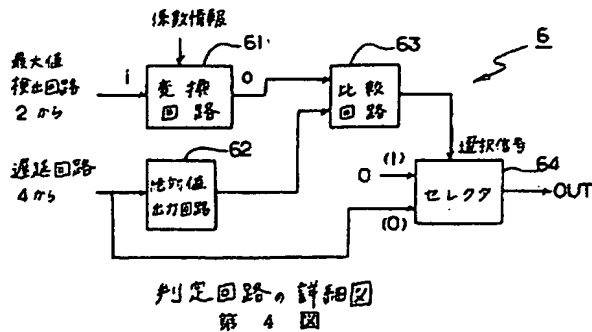 係数情報
61
63
6
最大値
検出回路
2から
i
変換
回路
o
比較
回路
62
遅延回路
4から
絶対値
出力回路
選択信号
64
0
(1)
(0)
セレクタ
OUT
判定回路の詳細図
第 4 図